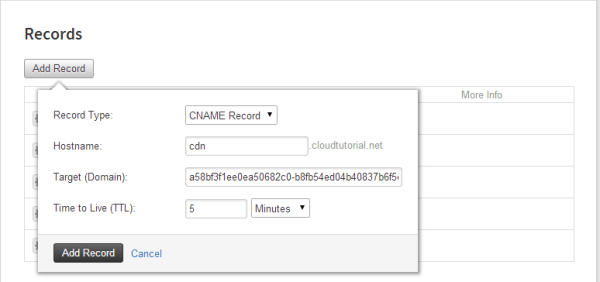 Records
Add Record
More Info
Record Type: CNAME Record
Hostname: cdn .cloudtutorial.net
Target (Domain): a58bf3f1ee0ea50682c0-b8fb54ed04b40837b6f5
Time to Live (TTL): 5 Minutes
Add Record Cancel